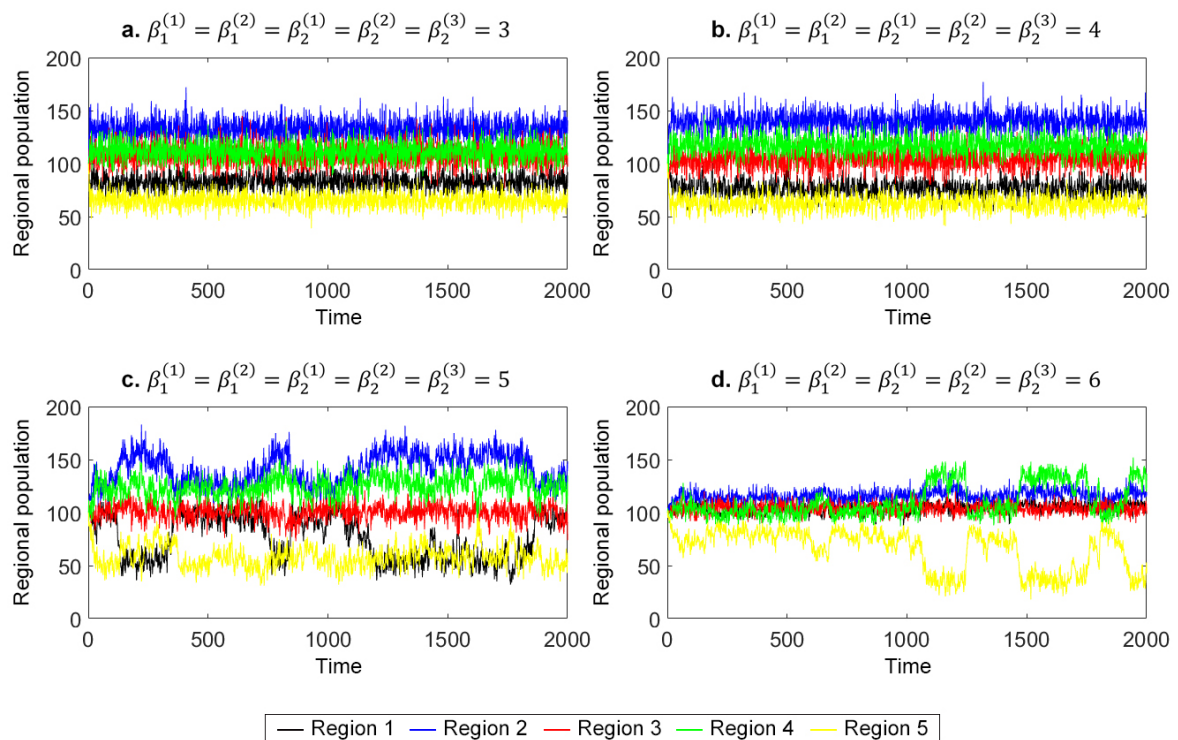 a. β₁⁽¹⁾ = β₁⁽²⁾ = β₂⁽¹⁾ = β₂⁽²⁾ = β₂⁽³⁾ = 3
200
150
100
50
0
Regional population
0 500 1000 1500 2000
Time
b. β₁⁽¹⁾ = β₁⁽²⁾ = β₂⁽¹⁾ = β₂⁽²⁾ = β₂⁽³⁾ = 4
200
150
100
50
0
Regional population
0 500 1000 1500 2000
Time
c. β₁⁽¹⁾ = β₁⁽²⁾ = β₂⁽¹⁾ = β₂⁽²⁾ = β₂⁽³⁾ = 5
200
150
100
50
0
Regional population
0 500 1000 1500 2000
Time
d. β₁⁽¹⁾ = β₁⁽²⁾ = β₂⁽¹⁾ = β₂⁽²⁾ = β₂⁽³⁾ = 6
200
150
100
50
0
Regional population
0 500 1000 1500 2000
Time
Region 1 Region 2 Region 3 Region 4 Region 5